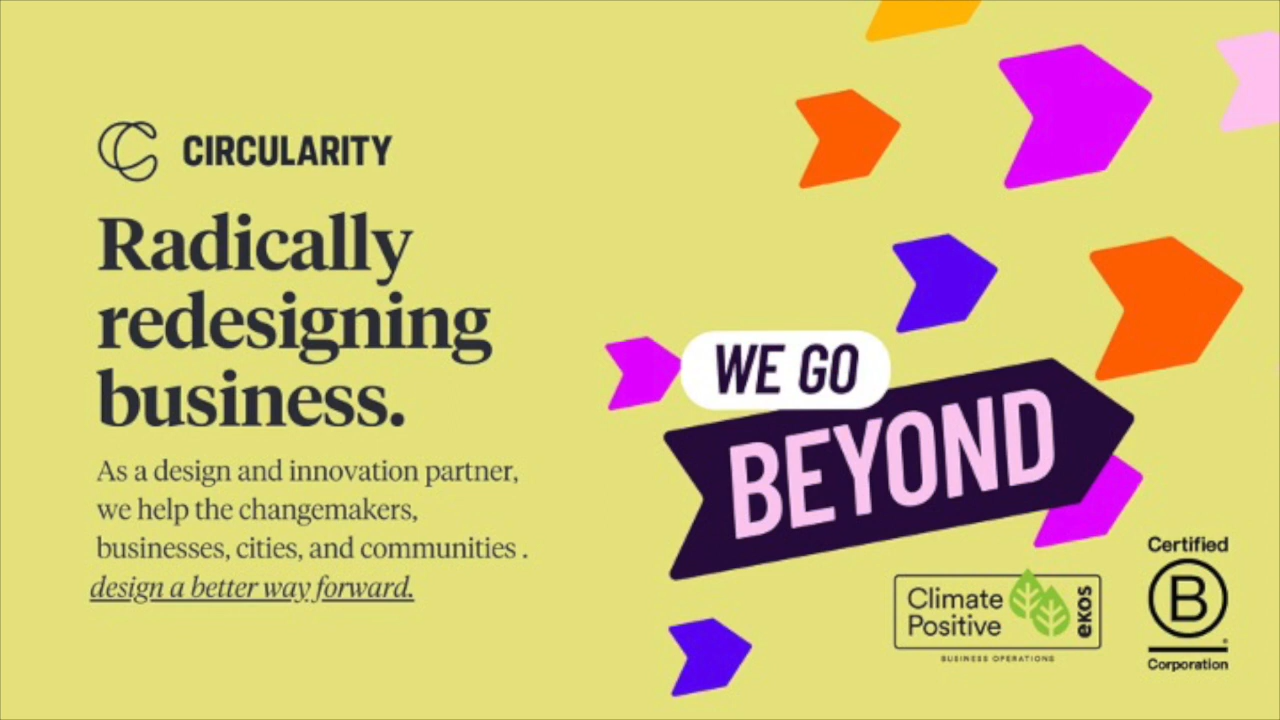 CIRCULARITY
Radically
redesigning
business.
As a design and innovation partner,
we help the changemakers,
businesses, cities, and communities .
design a better way forward.
WE GO
BEYOND
Climate
Positive
ekos
BUSINESS OPERATIONS
Certified
B
Corporation